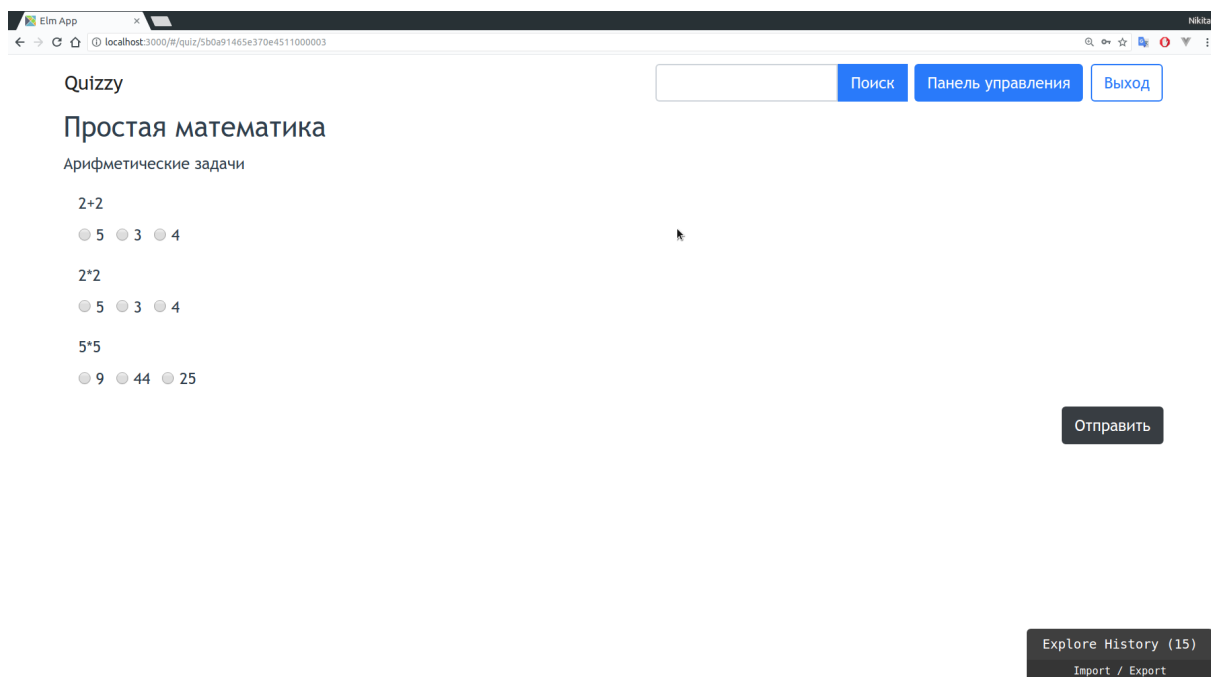 Elm App
Nikita
localhost:3000/#/quiz/5b0a91465e370e4511000003
Quizzy
Поиск
Панель управления
Выход
Простая математика
Арифметические задачи
2+2
5 3 4
2*2
5 3 4
5*5
9 44 25
Отправить
Explore History (15)
Import / Export